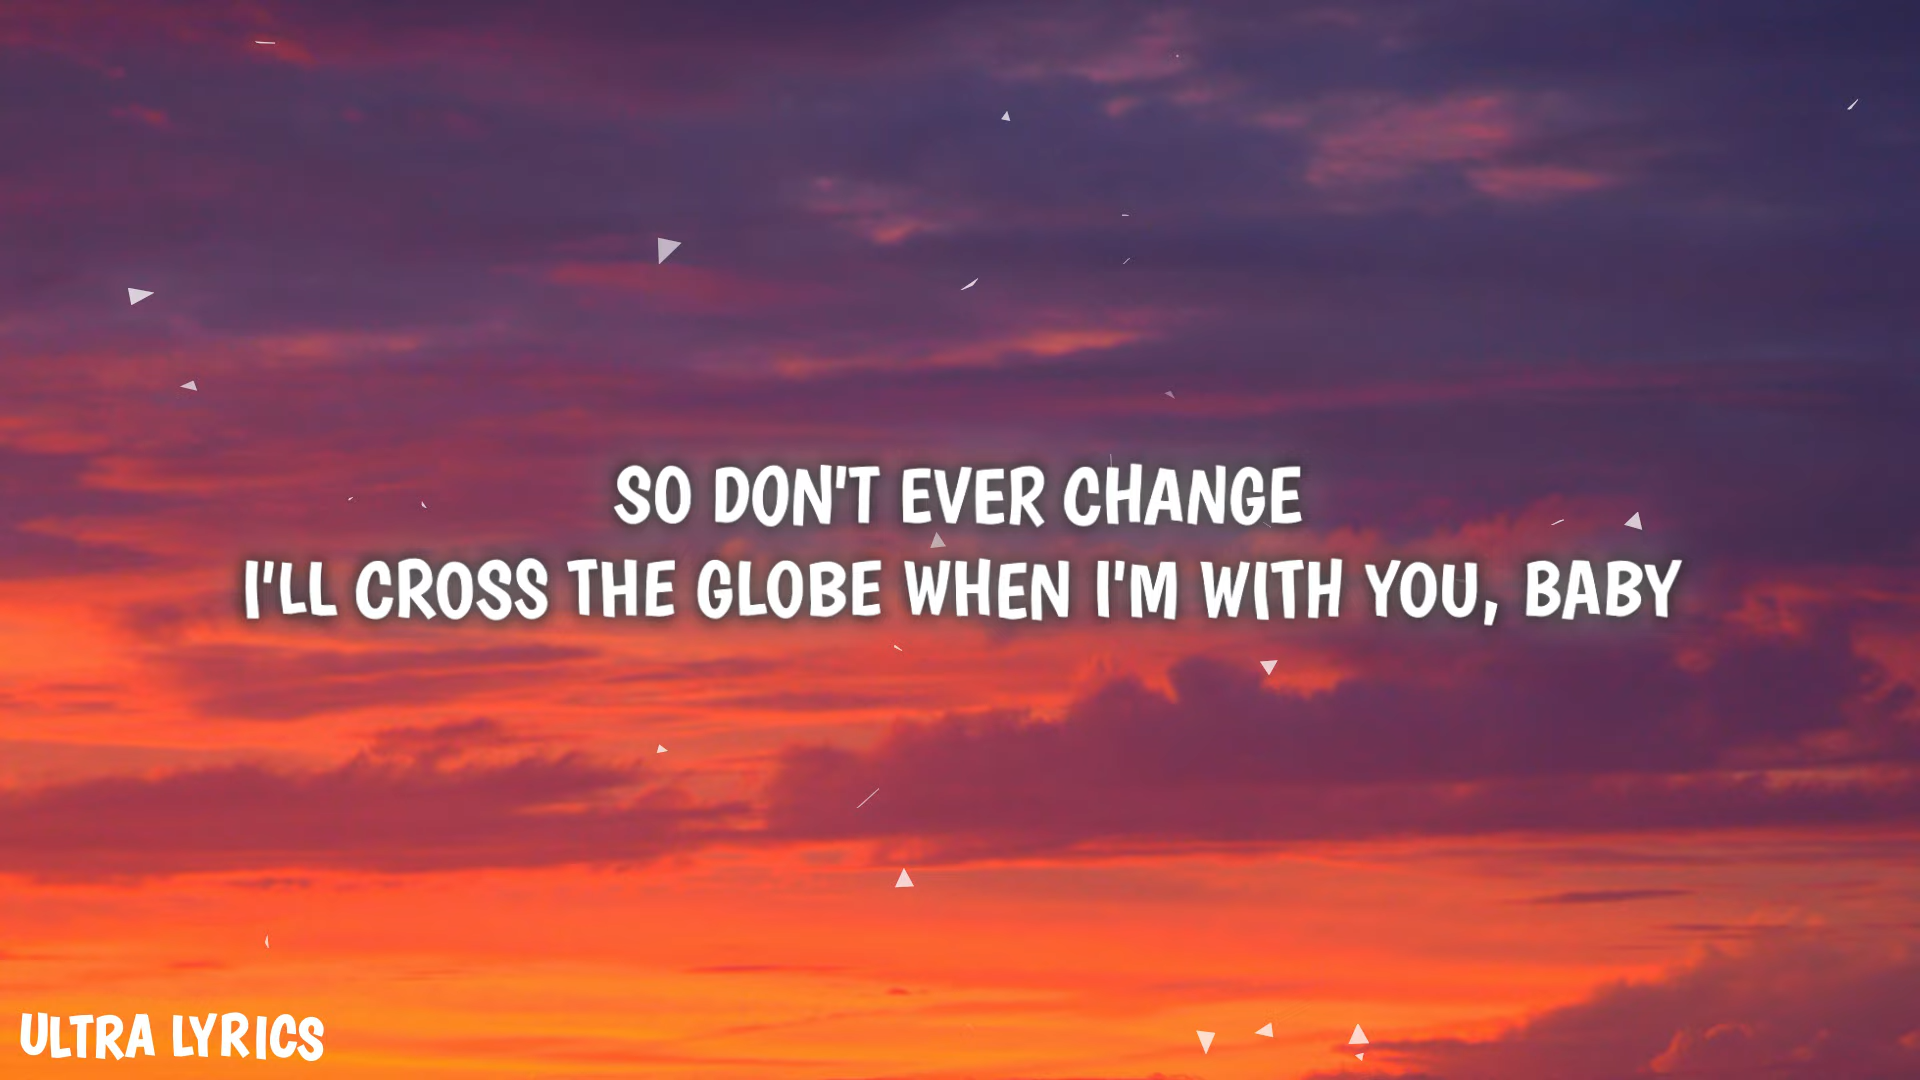 SO DON'T EVER CHANGE
I'LL CROSS THE GLOBE WHEN I'M WITH YOU, BABY
ULTRA LYRICS